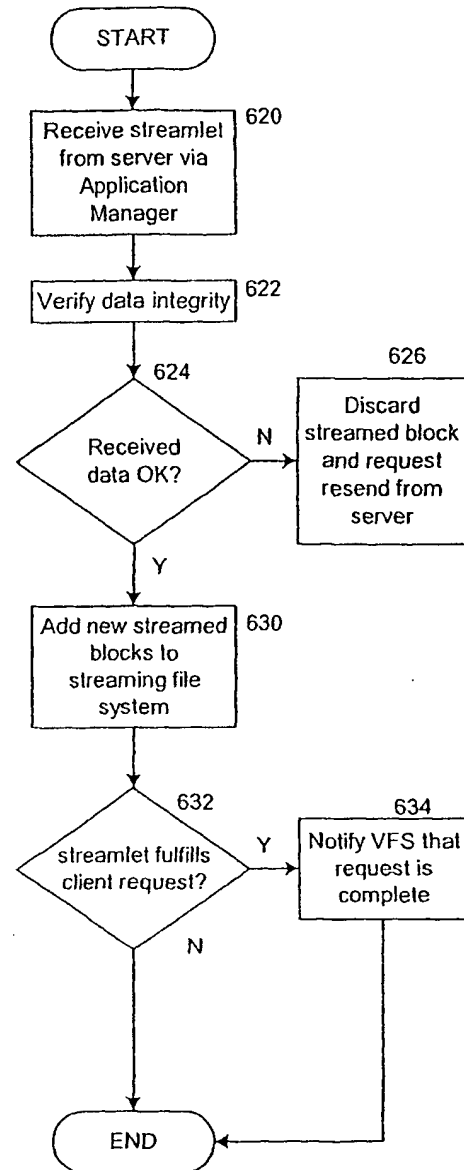 START
620
Receive streamlet
from server via
Application
Manager
622
Verify data integrity
624
Received
data OK?
N
626
Discard
streamed block
and request
resend from
server
Y
630
Add new streamed
blocks to
streaming file
system
632
streamlet fulfills
client request?
Y
634
Notify VFS that
request is
complete
N
END